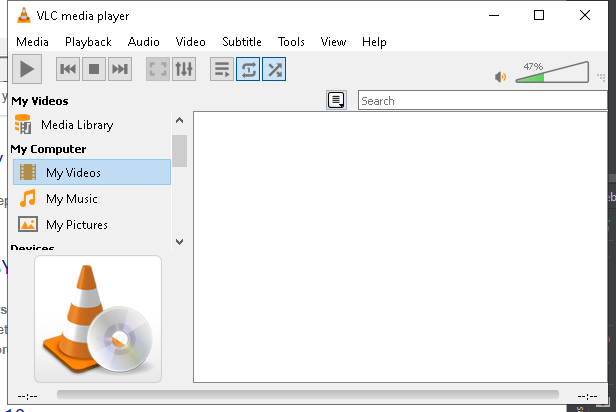 VLC media player
Media Playback Audio Video Subtitle Tools View Help
47%
My Videos
Search
Media Library
My Computer
My Videos
My Music
My Pictures
Devices
--:-- --:--